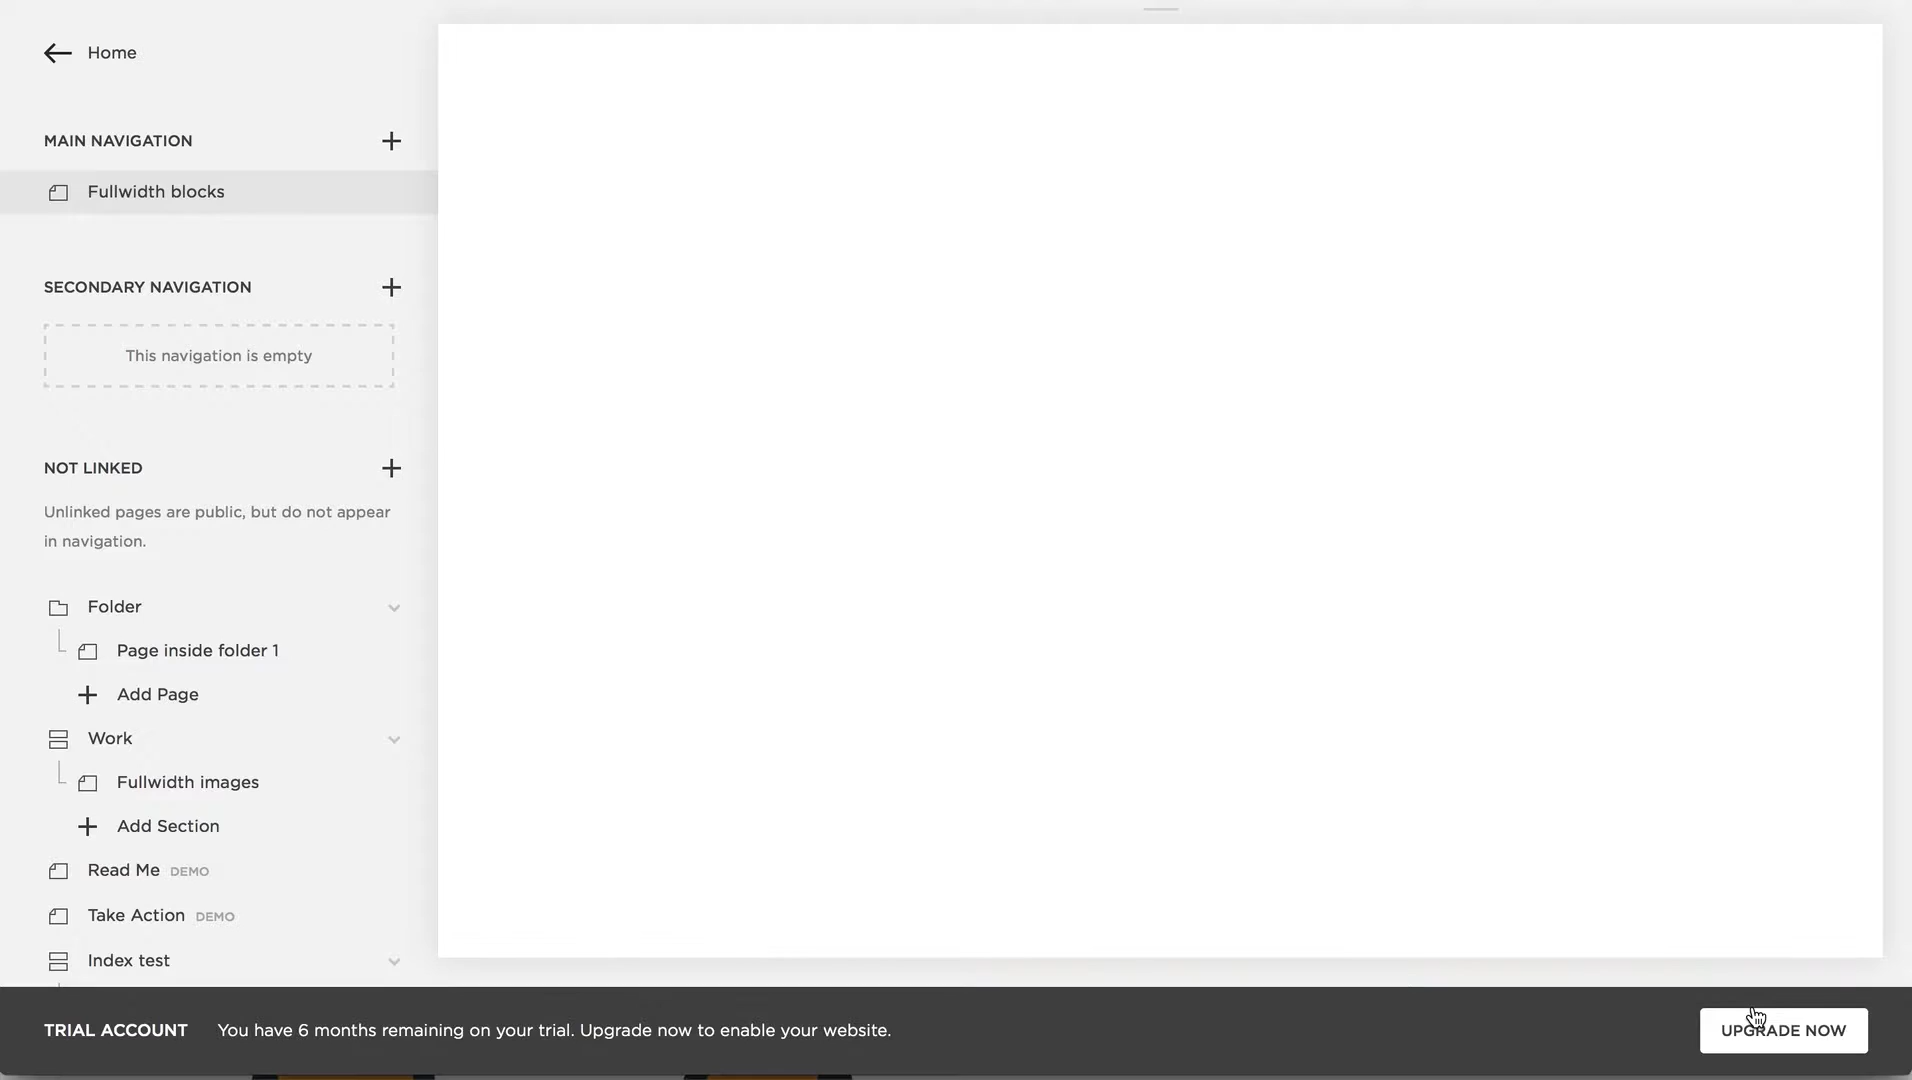 Home
MAIN NAVIGATION
Fullwidth blocks
SECONDARY NAVIGATION
This navigation is empty
NOT LINKED
Unlinked pages are public, but do not appear
in navigation.
Folder
Page inside folder 1
Add Page
Work
Fullwidth images
Add Section
Read Me DEMO
Take Action DEMO
Index test
TRIAL ACCOUNT You have 6 months remaining on your trial. Upgrade now to enable your website. UPGRADE NOW